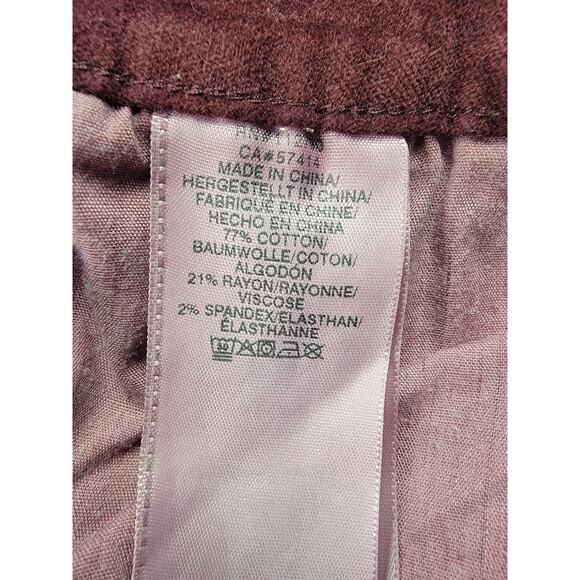 CA#57414
MADE IN CHINA/
HERGESTELLT IN CHINA/
FABRIQUÉ EN CHINE/
HECHO EN CHINA
77% COTTON/
BAUMWOLLE/COTON/
ALGODÓN
21% RAYON/RAYONNE/
VISCOSE
2% SPANDEX/ELASTHAN/
ÉLASTHANNE